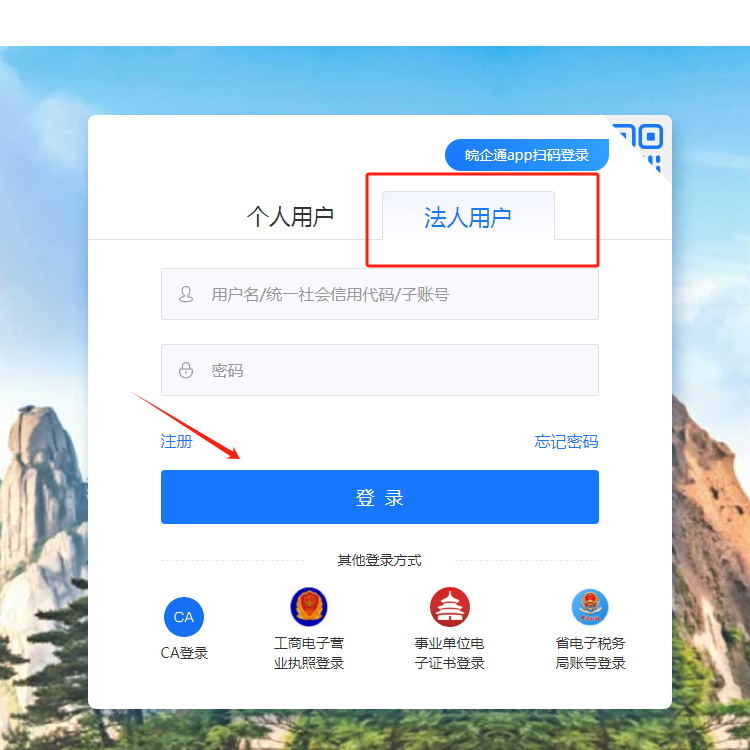 皖企通app扫码登录
个人用户
法人用户
用户名/统一社会信用代码/子账号
密码
注册
忘记密码
登 录
其他登录方式
CA
CA登录
工商电子营
业执照登录
事业单位电
子证书登录
省电子税务
局账号登录